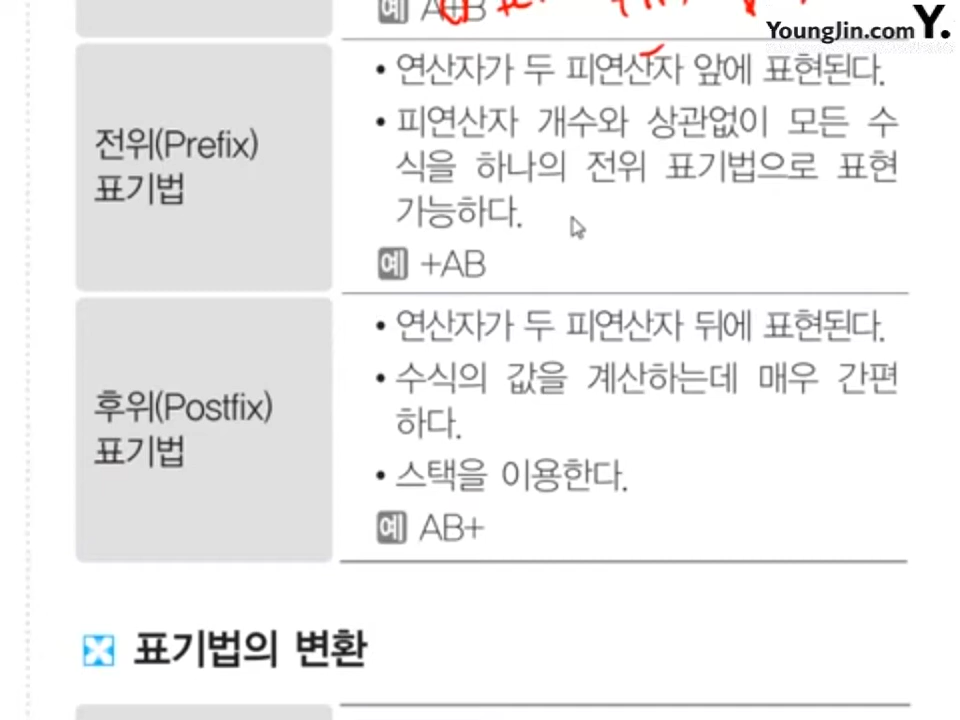 예 A+B
YoungJin.com Y.
전위(Prefix)
표기법
• 연산자가 두 피연산자 앞에 표현된다.
• 피연산자 개수와 상관없이 모든 수
식을 하나의 전위 표기법으로 표현
가능하다.
예 +AB
후위(Postfix)
표기법
• 연산자가 두 피연산자 뒤에 표현된다.
• 수식의 값을 계산하는데 매우 간편
하다.
• 스택을 이용한다.
예 AB+
표기법의 변환